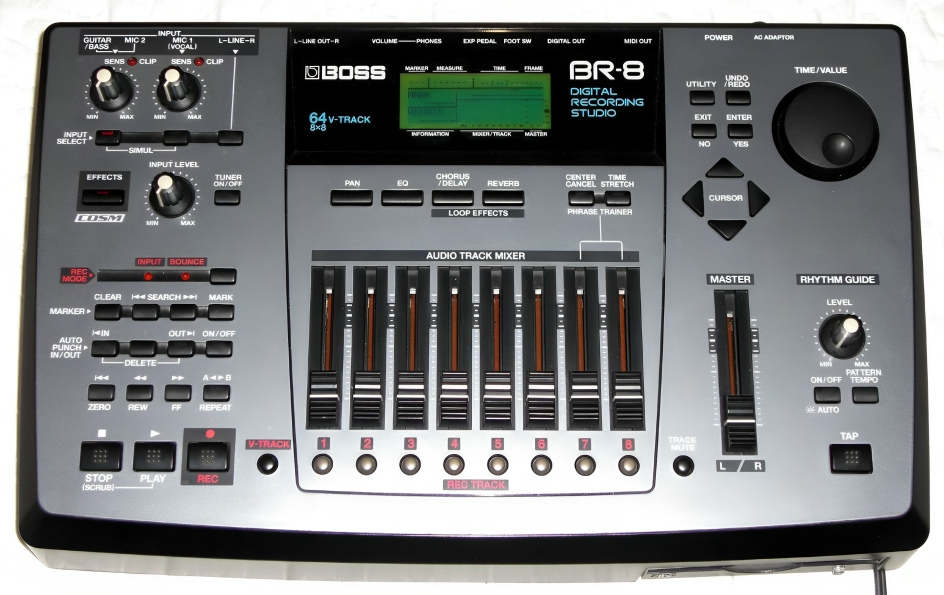 INPUT
GUITAR /BASS MIC 2 MIC 1 (VOCAL) L-LINE-R
SENS CLIP SENS CLIP
MIN MAX MIN MAX
INPUT SELECT
SIMUL
INPUT LEVEL
EFFECTS
TUNER ON/OFF
COSM
MIN MAX
REC MODE
INPUT BOUNCE
CLEAR SEARCH MARK
MARKER
IN OUT ON/OFF
AUTO PUNCH IN/OUT
DELETE
A B
ZERO REW FF REPEAT
STOP (SCRUB) PLAY REC
L-LINE OUT-R VOLUME PHONES EXP PEDAL FOOT SW DIGITAL OUT MIDI OUT
BOSS
MARKER MEASURE TIME FRAME
BR-8
DIGITAL
RECORDING
STUDIO
64 V-TRACK
8×8
INFORMATION MIXER/TRACK MASTER
PAN EQ CHORUS /DELAY REVERB
LOOP EFFECTS
CENTER CANCEL TIME STRETCH
PHRASE TRAINER
AUDIO TRACK MIXER
V-TRACK
1 2 3 4 5 6 7 8
REC TRACK
TRACK MUTE
POWER AC ADAPTOR
UTILITY UNDO /REDO
EXIT ENTER
NO YES
TIME/VALUE
CURSOR
MASTER
L / R
RHYTHM GUIDE
LEVEL
MIN MAX
ON/OFF PATTERN TEMPO
AUTO
TAP